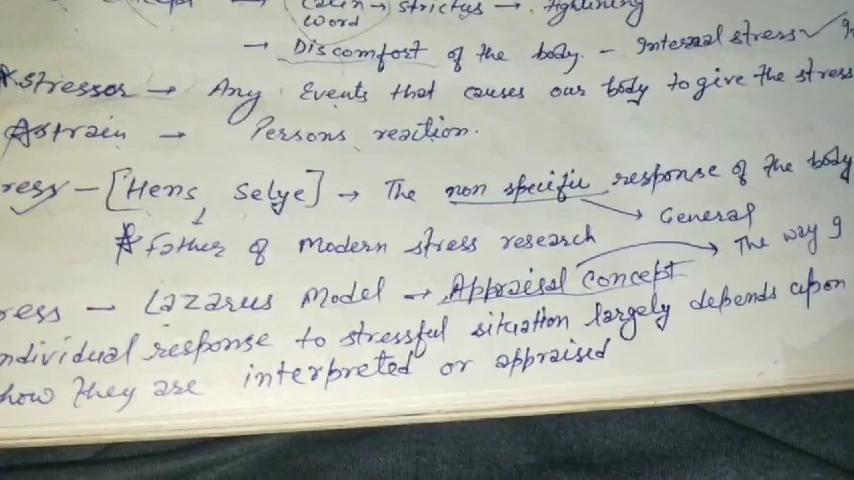 → Strictus → Tightining
word
→ Discomfort of the body. - Internal stress
stressor → Any Events that causes our body to give the stress
strain → Persons reaction.
ress - [Hens Selye] → The non specific response of the body
→ General
father of Modern stress research
ress - Lazarus Model → Appraisal concept → The way 9
ndividual response to stressful situation largely depends upon
how they are interpreted or appraised